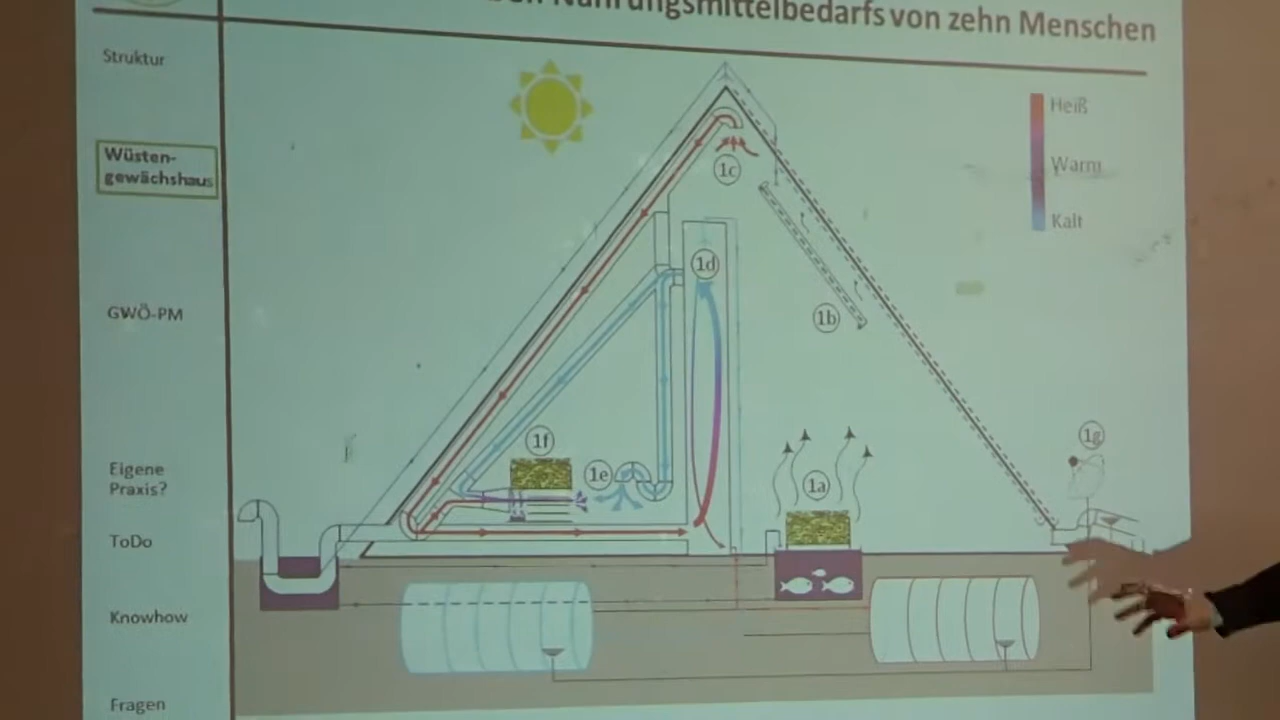 Nahrungsmittelbedarfs von zehn Menschen
Struktur
Wüsten-
gewächshaus
GWÖ-PM
Eigene
Praxis?
ToDo
Knowhow
Fragen
Heiß
Warm
Kalt
1c
1d
1b
1f
1e
1a
1g